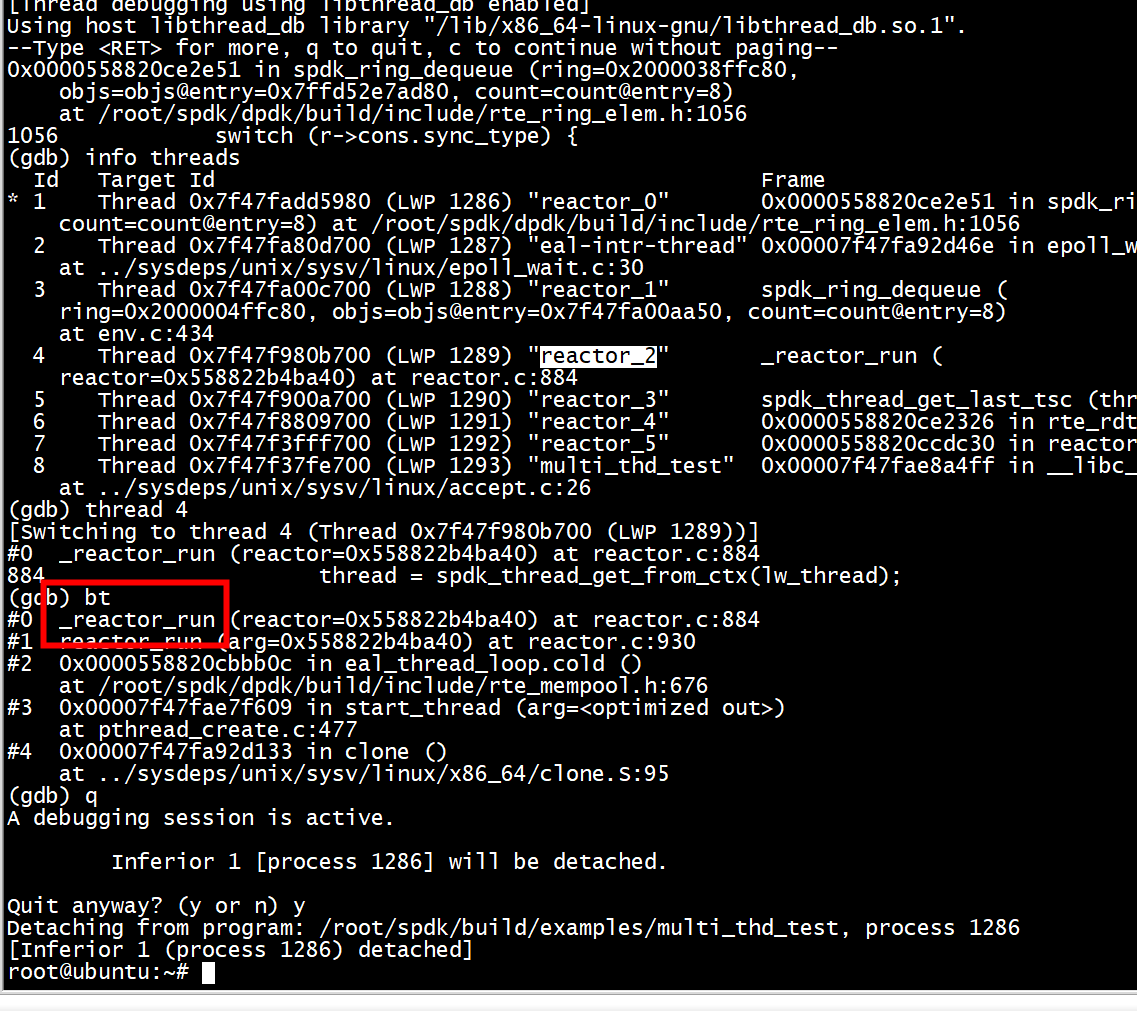 [Thread debugging using libthread_db enabled]
Using host libthread_db library "/lib/x86_64-linux-gnu/libthread_db.so.1".
--Type <RET> for more, q to quit, c to continue without paging--
0x0000558820ce2e51 in spdk_ring_dequeue (ring=0x2000038ffc80,
    objs=objs@entry=0x7ffd52e7ad80, count=count@entry=8)
    at /root/spdk/dpdk/build/include/rte_ring_elem.h:1056
1056            switch (r->cons.sync_type) {
(gdb) info threads
  Id   Target Id                                          Frame
* 1    Thread 0x7f47fadd5980 (LWP 1286) "reactor_0"       0x0000558820ce2e51 in spdk_ri
    count=count@entry=8) at /root/spdk/dpdk/build/include/rte_ring_elem.h:1056
  2    Thread 0x7f47fa80d700 (LWP 1287) "eal-intr-thread" 0x00007f47fa92d46e in epoll_w
    at ../sysdeps/unix/sysv/linux/epoll_wait.c:30
  3    Thread 0x7f47fa00c700 (LWP 1288) "reactor_1"       spdk_ring_dequeue (
    ring=0x2000004ffc80, objs=objs@entry=0x7f47fa00aa50, count=count@entry=8)
    at env.c:434
  4    Thread 0x7f47f980b700 (LWP 1289) "reactor_2"       _reactor_run (
    reactor=0x558822b4ba40) at reactor.c:884
  5    Thread 0x7f47f900a700 (LWP 1290) "reactor_3"       spdk_thread_get_last_tsc (thr
  6    Thread 0x7f47f8809700 (LWP 1291) "reactor_4"       0x0000558820ce2326 in rte_rdt
  7    Thread 0x7f47f3fff700 (LWP 1292) "reactor_5"       0x0000558820ccdc30 in reactor
  8    Thread 0x7f47f37fe700 (LWP 1293) "multi_thd_test"  0x00007f47fae8a4ff in __libc_
    at ../sysdeps/unix/sysv/linux/accept.c:26
(gdb) thread 4
[Switching to thread 4 (Thread 0x7f47f980b700 (LWP 1289))]
#0  _reactor_run (reactor=0x558822b4ba40) at reactor.c:884
884                     thread = spdk_thread_get_from_ctx(lw_thread);
(gdb) bt
#0  _reactor_run (reactor=0x558822b4ba40) at reactor.c:884
#1  reactor_run (arg=0x558822b4ba40) at reactor.c:930
#2  0x0000558820cbbb0c in eal_thread_loop.cold ()
    at /root/spdk/dpdk/build/include/rte_mempool.h:676
#3  0x00007f47fae7f609 in start_thread (arg=<optimized out>)
    at pthread_create.c:477
#4  0x00007f47fa92d133 in clone ()
    at ../sysdeps/unix/sysv/linux/x86_64/clone.S:95
(gdb) q
A debugging session is active.
        Inferior 1 [process 1286] will be detached.
Quit anyway? (y or n) y
Detaching from program: /root/spdk/build/examples/multi_thd_test, process 1286
[Inferior 1 (process 1286) detached]
root@ubuntu:~#